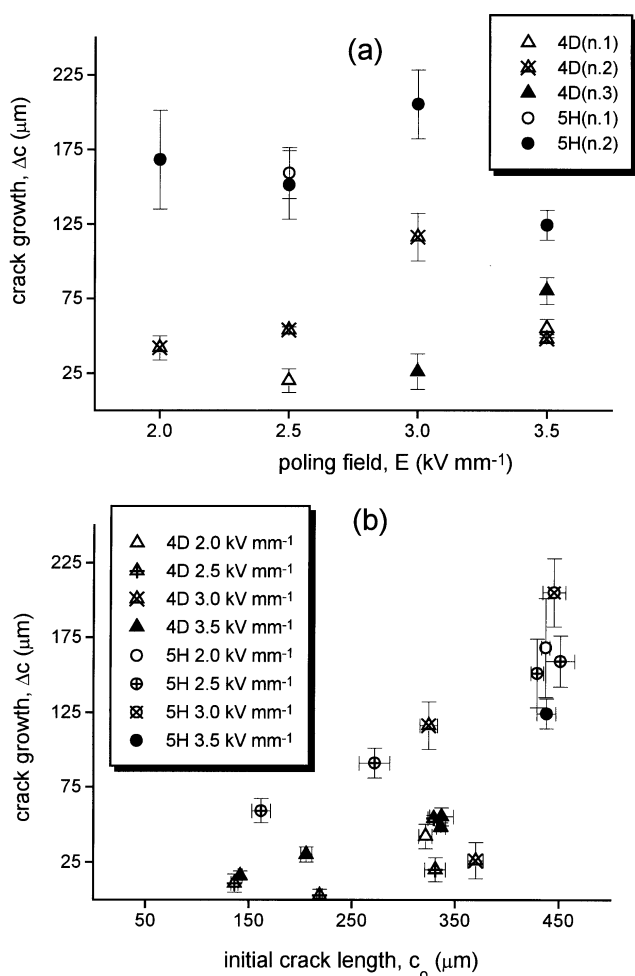 (a)
4D(n.1)
4D(n.2)
4D(n.3)
5H(n.1)
5H(n.2)
225
175
125
75
25
crack growth, Δc (μm)
2.0 2.5 3.0 3.5
poling field, E (kV mm-1)
(b)
4D 2.0 kV mm-1
4D 2.5 kV mm-1
4D 3.0 kV mm-1
4D 3.5 kV mm-1
5H 2.0 kV mm-1
5H 2.5 kV mm-1
5H 3.0 kV mm-1
5H 3.5 kV mm-1
225
175
125
75
25
crack growth, Δc (μm)
50 150 250 350 450
initial crack length, co (μm)